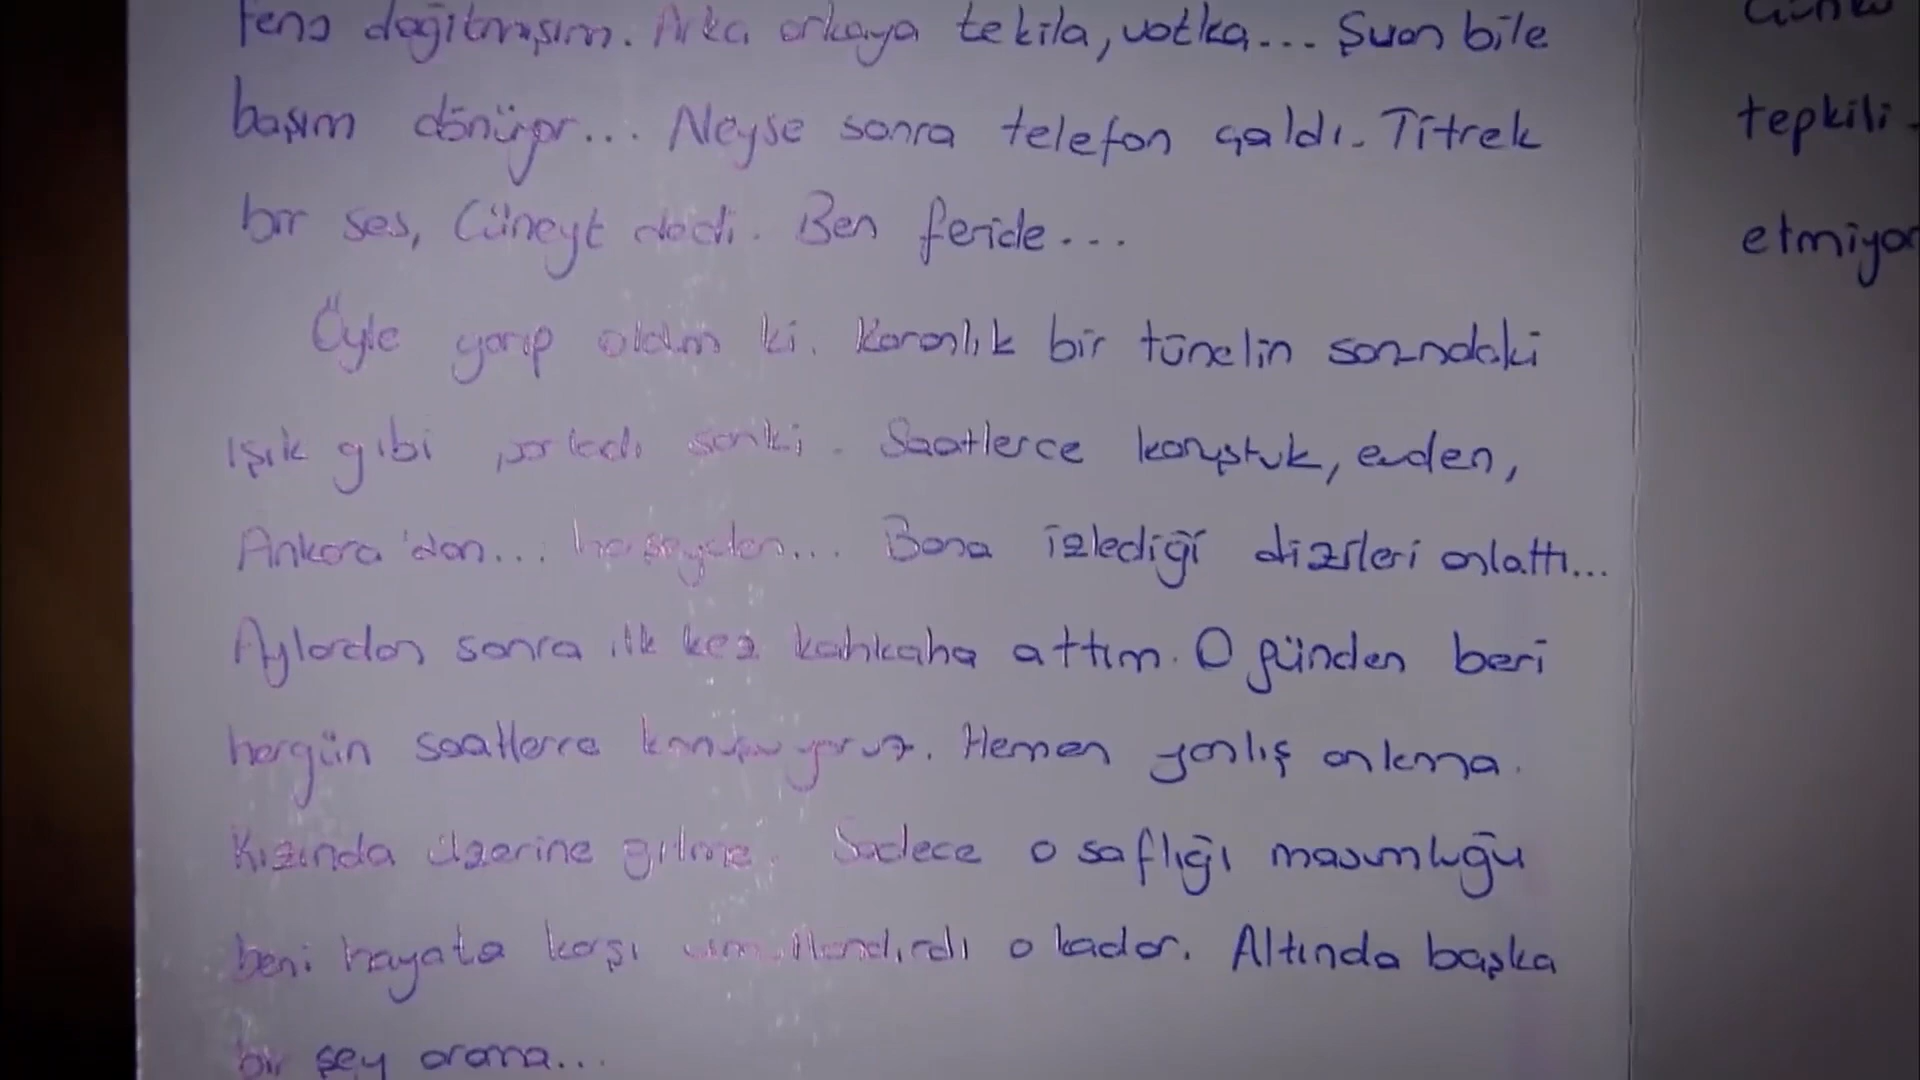 Fena dağıtmışım. Arka arkaya tekila, votka... Şuan bile
başım dönüyor... Neyse sonra telefon çaldı. Titrek
bir ses, Cüneyt dedi. Ben feride...
Öyle garip oldum ki. Karanlık bir tünelin sonundaki
ışık gibi parladı sanki. Saatlerce konuştuk, evden,
Ankara'dan... herşeyden... Bana izlediği dizileri anlattı...
Aylardan sonra ilk kez kahkaha attım. O günden beri
hergün saatlerce konuşuyoruz. Hemen yanlış anlama.
Kızında üzerine gitme. Sadece o saflığı masumluğu
beni hayata karşı umutlandırdı o kadar. Altında başka
bir şey arama...
tepkili.
etmiyor